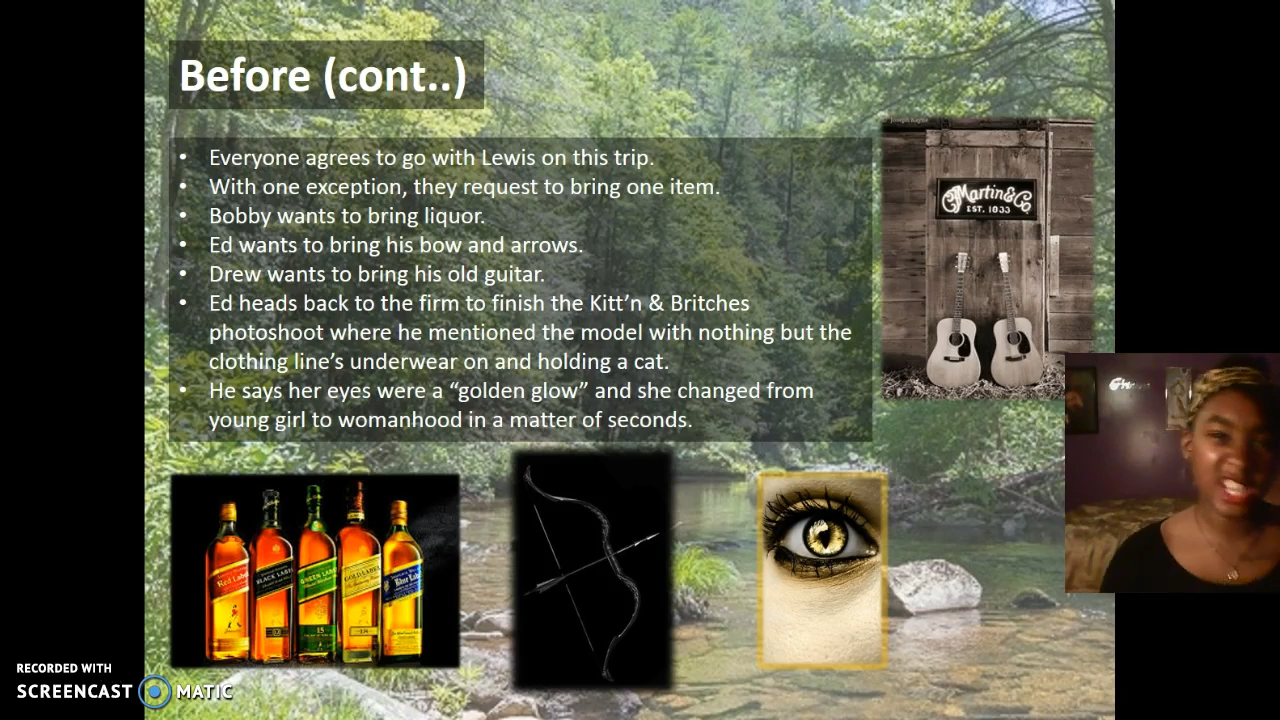 Before (cont..)
• Everyone agrees to go with Lewis on this trip.
• With one exception, they request to bring one item.
• Bobby wants to bring liquor.
• Ed wants to bring his bow and arrows.
• Drew wants to bring his old guitar.
• Ed heads back to the firm to finish the Kitt’n & Britches
photoshoot where he mentioned the model with nothing but the
clothing line’s underwear on and holding a cat.
• He says her eyes were a “golden glow” and she changed from
young girl to womanhood in a matter of seconds.
Martin & Co.
EST. 1833
Red Label
BLACK LABEL
GREEN LABEL
GOLD LABEL
Blue Label
15
RECORDED WITH
SCREENCAST MATIC